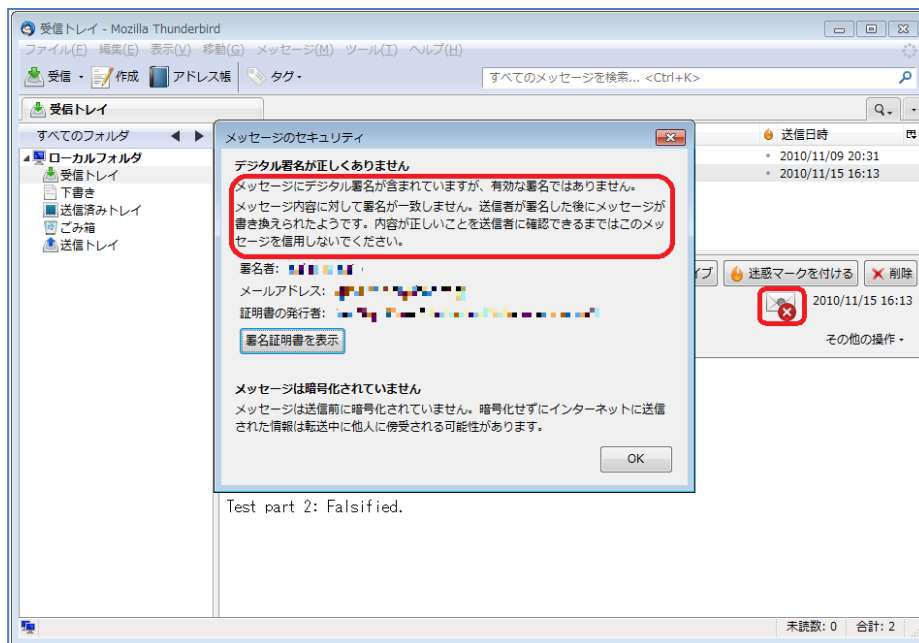 受信トレイ - Mozilla Thunderbird
ファイル(F) 編集(E) 表示(V) 移動(G) メッセージ(M) ツール(T) ヘルプ(H)
受信 作成 アドレス帳 タグ すべてのメッセージを検索... <Ctrl+K>
受信トレイ
すべてのフォルダ
ローカルフォルダ
受信トレイ
下書き
送信済みトレイ
ごみ箱
送信トレイ
送信日時
2010/11/09 20:31
2010/11/15 16:13
メッセージのセキュリティ
デジタル署名が正しくありません
メッセージにデジタル署名が含まれていますが、有効な署名ではありません。
メッセージ内容に対して署名が一致しません。送信者が署名した後にメッセージが
書き換えられたようです。内容が正しいことを送信者に確認できるまではこのメッ
セージを信用しないでください。
署名者:
メールアドレス:
証明書の発行者:
署名証明書を表示
メッセージは暗号化されていません
メッセージは送信前に暗号化されていません。暗号化せずにインターネットに送信
された情報は転送中に他人に傍受される可能性があります。
OK
イブ 迷惑マークを付ける 削除
2010/11/15 16:13
その他の操作
Test part 2: Falsified.
未読数: 0 合計: 2